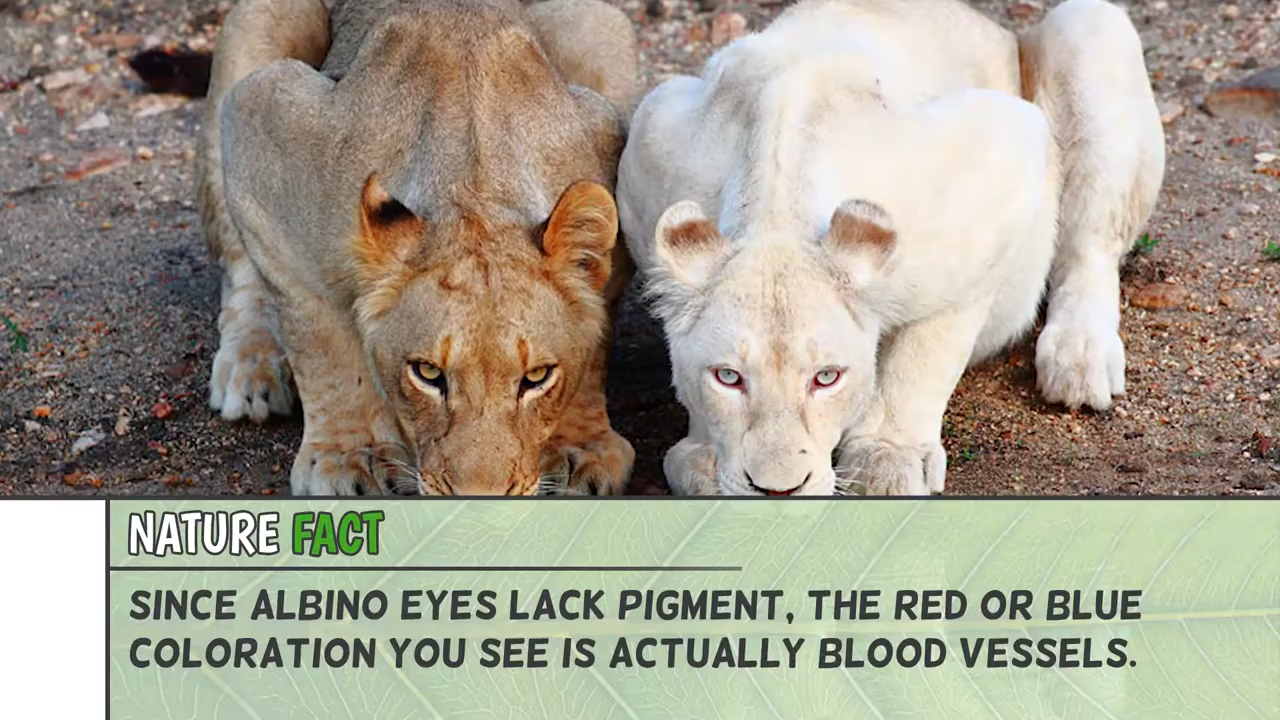 NATURE FACT
SINCE ALBINO EYES LACK PIGMENT, THE RED OR BLUE
COLORATION YOU SEE IS ACTUALLY BLOOD VESSELS.